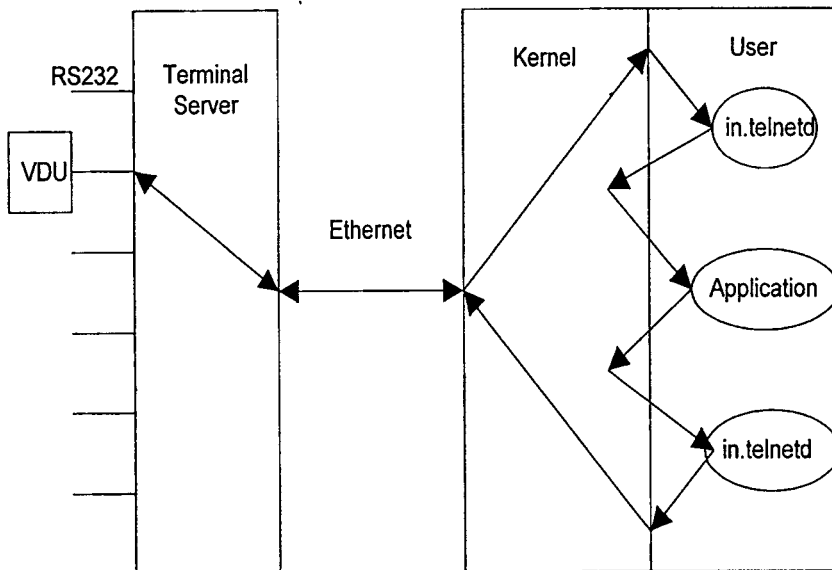 RS232
Terminal
Server
Kernel
User
in.telnetd
VDU
Ethernet
Application
in.telnetd